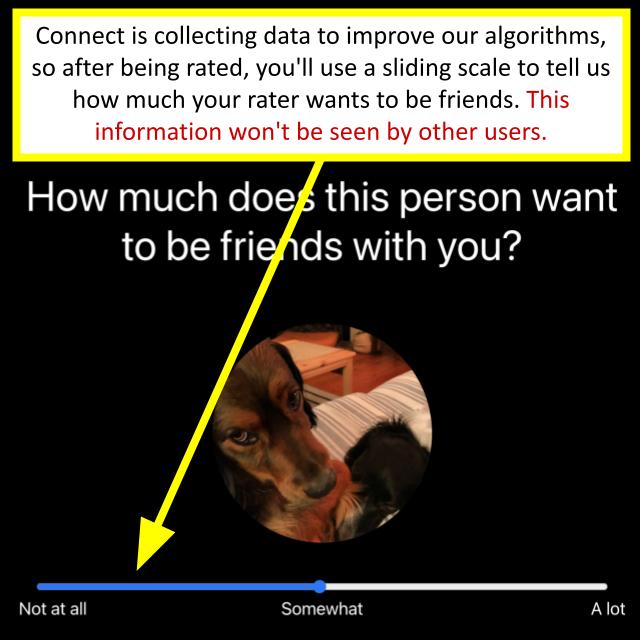 Connect is collecting data to improve our algorithms,
so after being rated, you'll use a sliding scale to tell us
how much your rater wants to be friends. This
information won't be seen by other users.
How much does this person want
to be friends with you?
Not at all
Somewhat
A lot